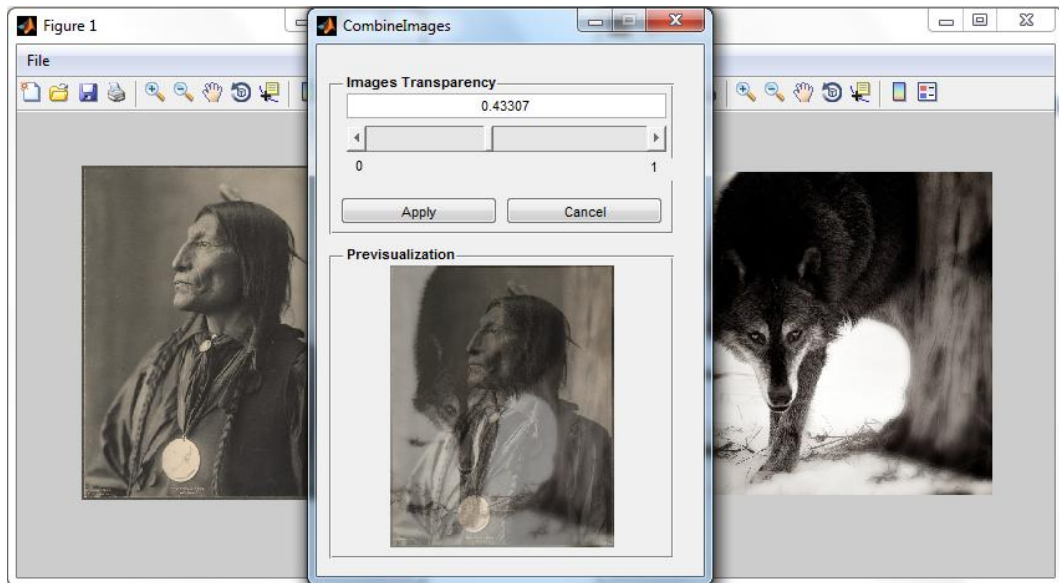 Figure 1
File
CombineImages
Images Transparency
0.43307
0
1
Apply
Cancel
Previsualization